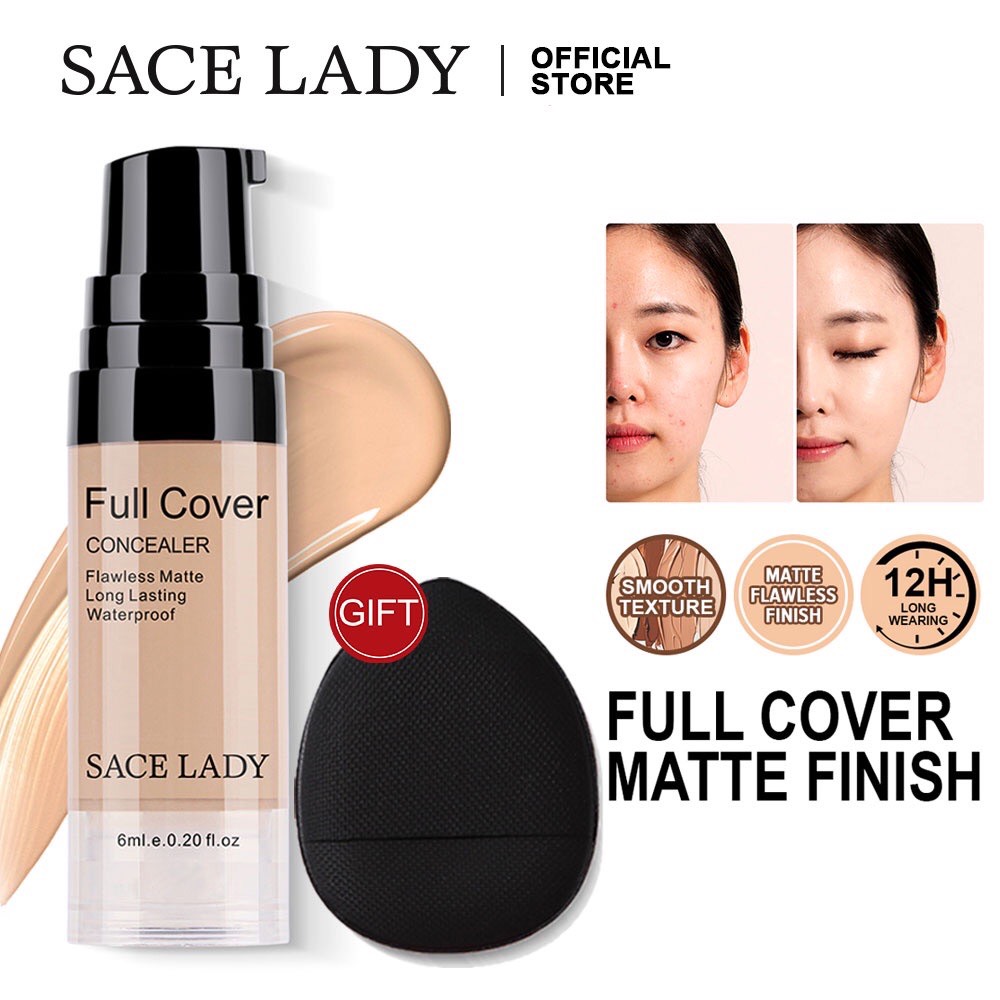 SACE LADY
OFFICIAL
STORE
Full Cover
CONCEALER
Flawless Matte
Long Lasting
Waterproof
SACE LADY
6ml.e.0.20 fl.oz
GIFT
SMOOTH
TEXTURE
MATTE
FLAWLESS
FINISH
12H
LONG
WEARING
FULL COVER
MATTE FINISH